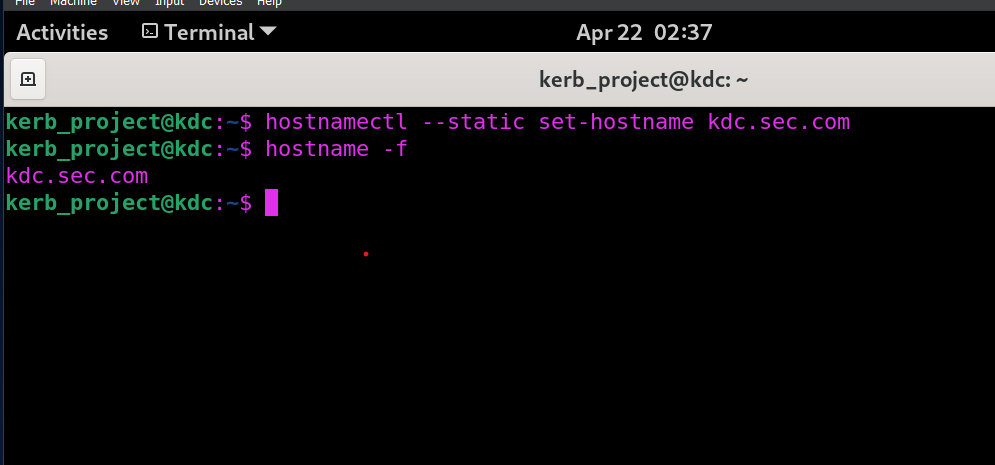 File Machine View Input Devices Help
Activities Terminal Apr 22 02:37
kerb_project@kdc: ~
kerb_project@kdc:~$ hostnamectl --static set-hostname kdc.sec.com
kerb_project@kdc:~$ hostname -f
kdc.sec.com
kerb_project@kdc:~$